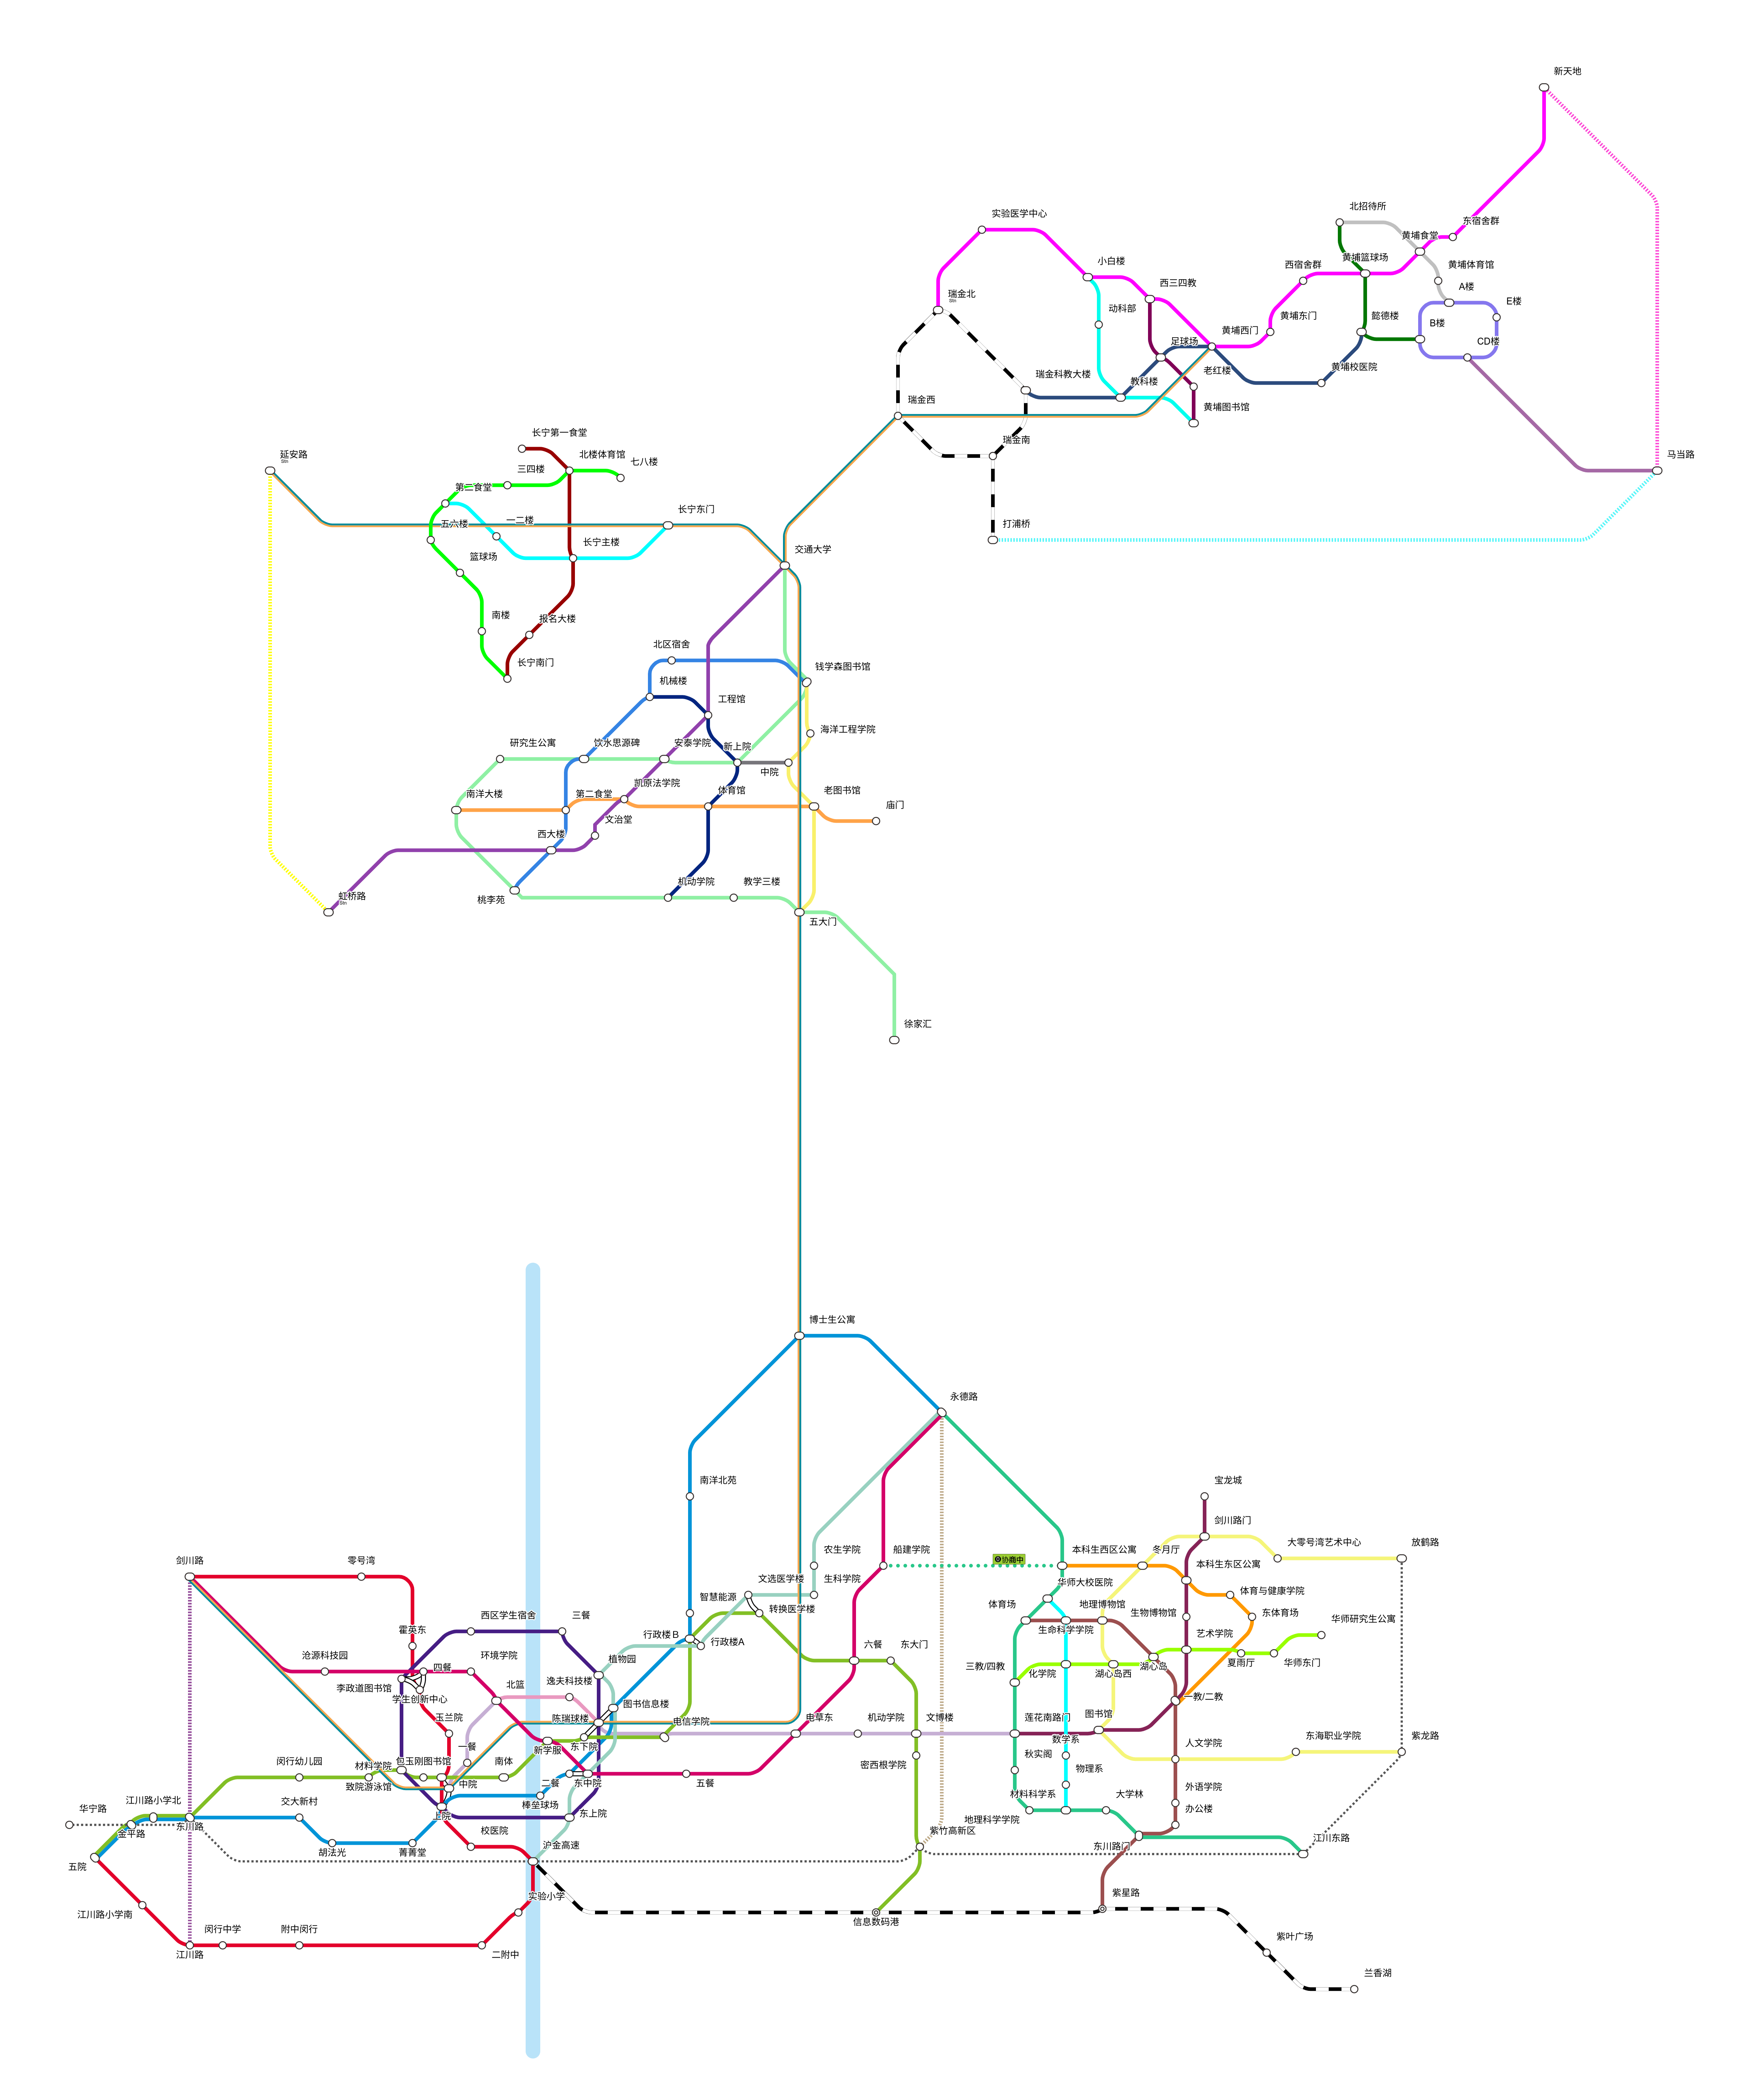 新天地
北招待所
实验医学中心
东宿舍群
黄埔食堂
黄埔篮球场
小白楼
西宿舍群
黄埔体育馆
西三四教
A楼
瑞金北
Stn
E楼
动科部
黄埔东门
懿德楼
B楼
黄埔西门
足球场
CD楼
黄埔校医院
瑞金科教大楼
老红楼
教科楼
瑞金西
黄埔图书馆
长宁第一食堂
瑞金南
延安路
Stn
北楼体育馆
七八楼
马当路
三四楼
第二食堂
长宁东门
五六楼
一二楼
打浦桥
长宁主楼
交通大学
篮球场
南楼
报名大楼
北区宿舍
长宁南门
钱学森图书馆
机械楼
工程馆
海洋工程学院
研究生公寓
饮水思源碑
安泰学院
新上院
中院
凯原法学院
南洋大楼
第二食堂
体育馆
老图书馆
庙门
文治堂
西大楼
机动学院
教学三楼
虹桥路
Stn
桃李苑
五大门
徐家汇
博士生公寓
永德路
南洋北苑
宝龙城
剑川路门
农生学院
船建学院
协商中
本科生西区公寓
冬月厅
大零号湾艺术中心
放鹤路
剑川路
零号湾
本科生东区公寓
文选医学楼
生科学院
华师大校医院
体育与健康学院
智慧能源
转换医学楼
体育场
地理博物馆
生物博物馆
东体育场
华师研究生公寓
西区学生宿舍
三餐
霍英东
行政楼B
行政楼A
生命科学学院
艺术学院
沧源科技园
四餐
环境学院
植物园
六餐
东大门
三教/四教
化学院
湖心岛西
湖心岛
夏雨厅
华师东门
李政道图书馆
学生创新中心
北篮
逸夫科技楼
图书信息楼
一教/二教
玉兰院
陈瑞球楼
电信学院
电草东
机动学院
文博楼
莲花南路门
图书馆
数学系
一餐
新学服
东下院
人文学院
东海职业学院
紫龙路
闵行幼儿园
材料学院
包玉刚图书馆
南体
密西根学院
秋实阁
物理系
致院游泳馆
中院
二餐
东中院
五餐
外语学院
江川路小学北
交大新村
棒垒球场
材料科学系
大学林
华宁路
金平路
东川路
上院
东上院
地理科学学院
办公楼
校医院
紫竹高新区
胡法光
菁菁堂
沪金高速
东川路门
江川东路
五院
实验小学
紫星路
江川路小学南
闵行中学
附中闵行
信息数码港
江川路
二附中
紫叶广场
兰香湖